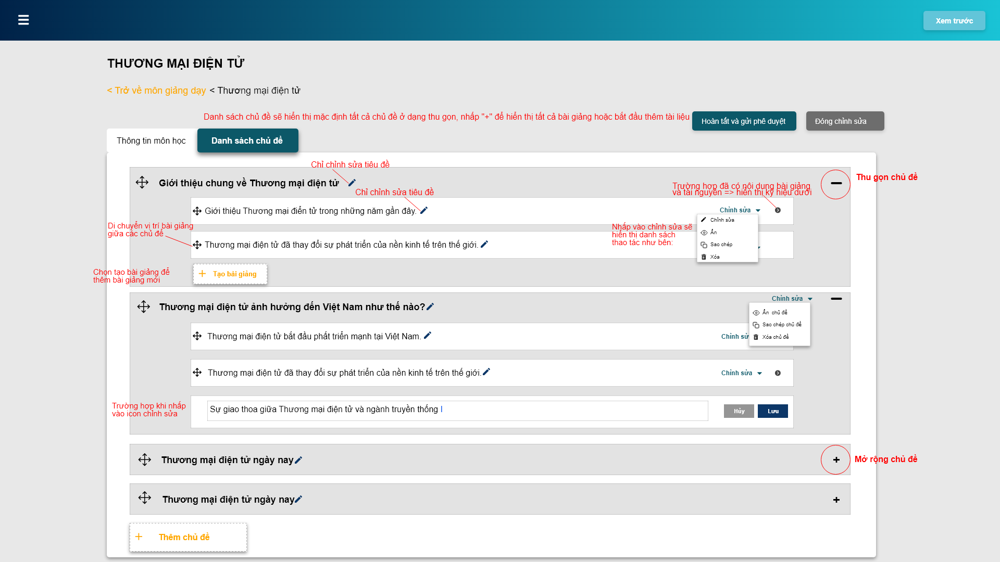 Xem trước
THƯƠNG MẠI ĐIỆN TỬ
< Trở về môn giảng dạy < Thương mại điện tử
Danh sách chủ đề sẽ hiển thị mặc định tất cả chủ đề ở dạng thu gọn, nhấp "+" để hiển thị tất cả bài giảng hoặc bắt đầu thêm tài liệu
Hoàn tất và gửi phê duyệt
Đóng chỉnh sửa
Thông tin môn học
Danh sách chủ đề
Chỉ chỉnh sửa tiêu đề
Giới thiệu chung về Thương mại điện tử
Thu gọn chủ đề
Chỉ chỉnh sửa tiêu đề
Trường hợp đã có nội dung bài giảng
và tài nguyên => hiển thị ký hiệu dưới
Giới thiệu Thương mại điển tử trong những năm gần đây.
Chỉnh sửa
Chỉnh sửa
Ẩn
Sao chép
Xóa
Di chuyển vị trí bài giảng
giữa các chủ để
Nhấp vào chỉnh sửa sẽ
hiển thị danh sách
thao tác như bên:
Thương mại điện tử đã thay đổi sự phát triển của nền kinh tế trên thế giới.
Chọn tạo bài giảng để
thêm bài giảng mới
+ Tạo bài giảng
Thương mại điện tử ảnh hưởng đến Việt Nam như thế nào?
Chỉnh sửa
Ẩn chủ đề
Sao chép chủ đề
Xóa chủ đề
Thương mại điện tử bắt đầu phất triển mạnh tại Việt Nam.
Chỉnh sử
Thương mại điện tử đã thay đổi sự phát triển của nền kinh tế trên thế giới.
Chỉnh sửa
Trường hợp khi nhấp
vào icon chỉnh sửa
Sự giao thoa giữa Thương mại điện tử và ngành truyền thống
Hủy
Lưu
Thương mại điện tử ngày nay
+
Mở rộng chủ đề
Thương mại điện tử ngày nay
+
+ Thêm chủ đề